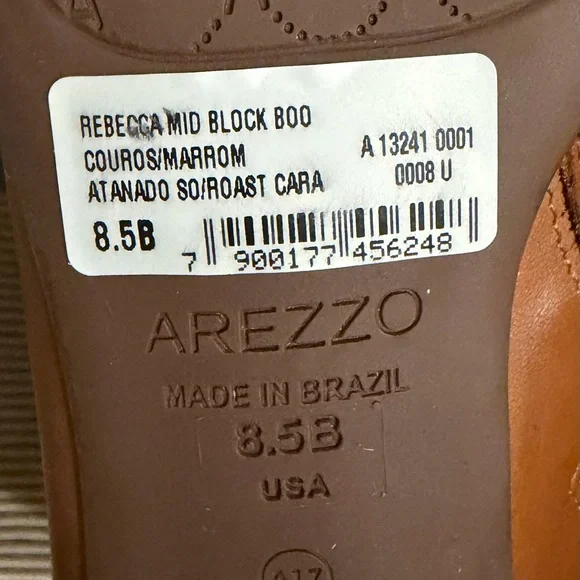 A
REBECCA MID BLOCK BOO
COUROS/MARROM A 13241 0001
ATANADO SO/ROAST CARA 0008 U
8.5B
7 900177 456248
AREZZO
MADE IN BRAZIL
8.5B
USA